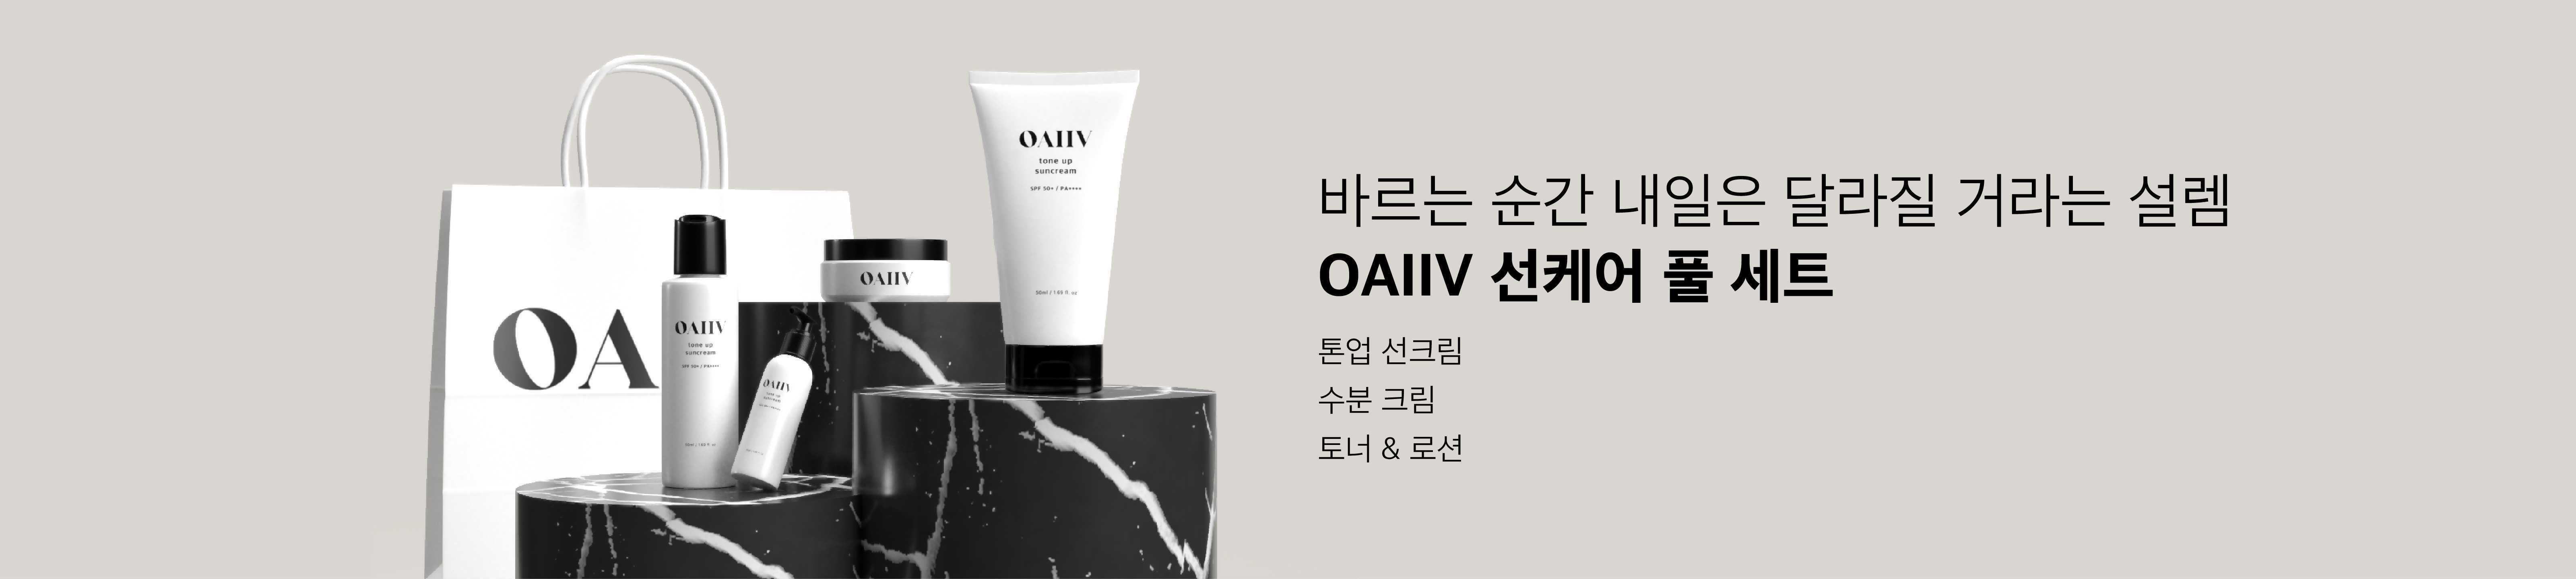 OA
OAIIV
tone up
suncream
SPF 50+ / PA++++
OAIIV
OAIIV
OAIIV
tone up
suncream
SPF 50+ / PA++++
바르는 순간 내일은 달라질 거라는 설렘
OAIIV 선케어 풀 세트
톤업 선크림
수분 크림
토너 & 로션